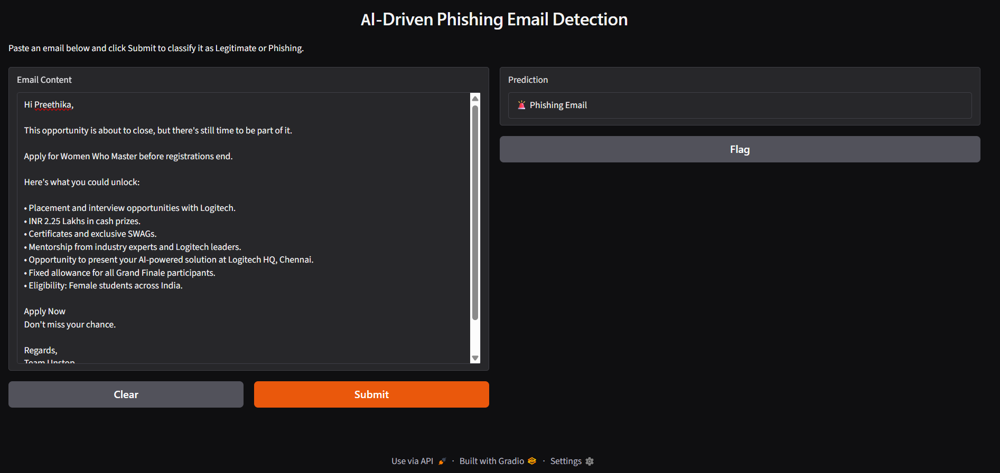 AI-Driven Phishing Email Detection
Paste an email below and click Submit to classify it as Legitimate or Phishing.
Email Content
Hi Preethika,
This opportunity is about to close, but there's still time to be part of it.
Apply for Women Who Master before registrations end.
Here's what you could unlock:
• Placement and interview opportunities with Logitech.
• INR 2.25 Lakhs in cash prizes.
• Certificates and exclusive SWAGs.
• Mentorship from industry experts and Logitech leaders.
• Opportunity to present your AI-powered solution at Logitech HQ, Chennai.
• Fixed allowance for all Grand Finale participants.
• Eligibility: Female students across India.
Apply Now
Don't miss your chance.
Regards,
Team Unstop
Clear
Submit
Prediction
🚨 Phishing Email
Flag
Use via API 🚀 · Built with Gradio · Settings